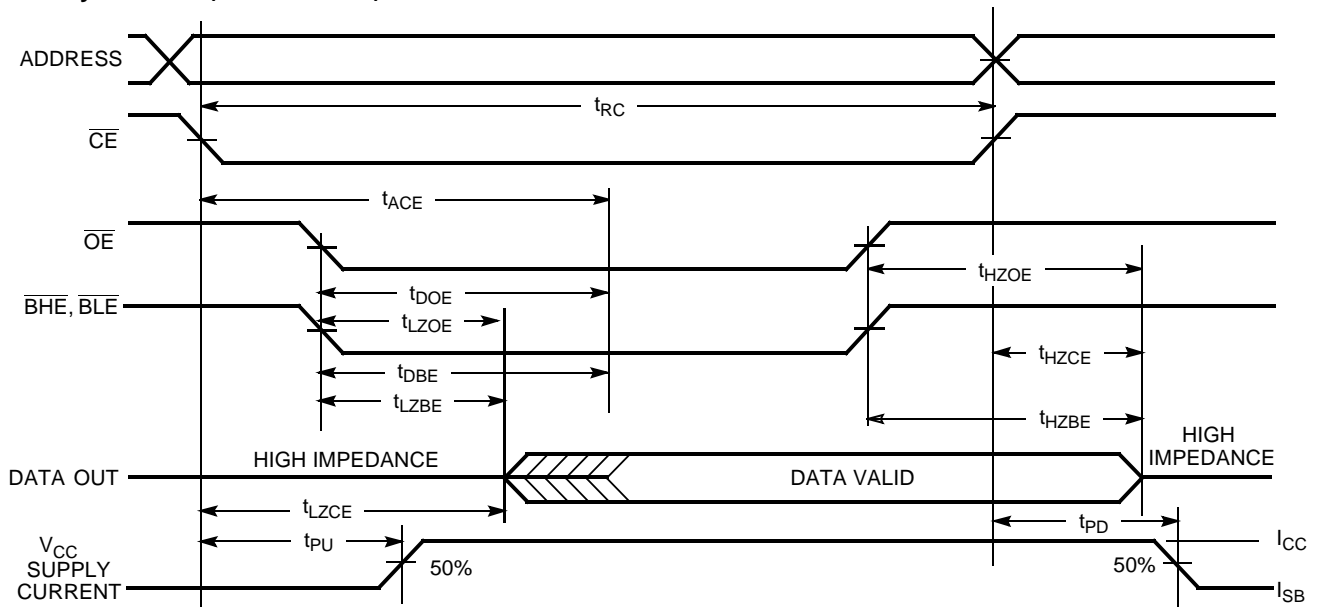 ADDRESS
tRC
CE
tACE
OE
tHZOE
tDOE
BHE, BLE
tLZOE
tHZCE
tDBE
tLZBE
tHZBE
HIGH
IMPEDANCE
HIGH IMPEDANCE
DATA OUT
DATA VALID
tLZCE
tPD
VCC
SUPPLY
CURRENT
tPU
50%
50%
ICC
ISB